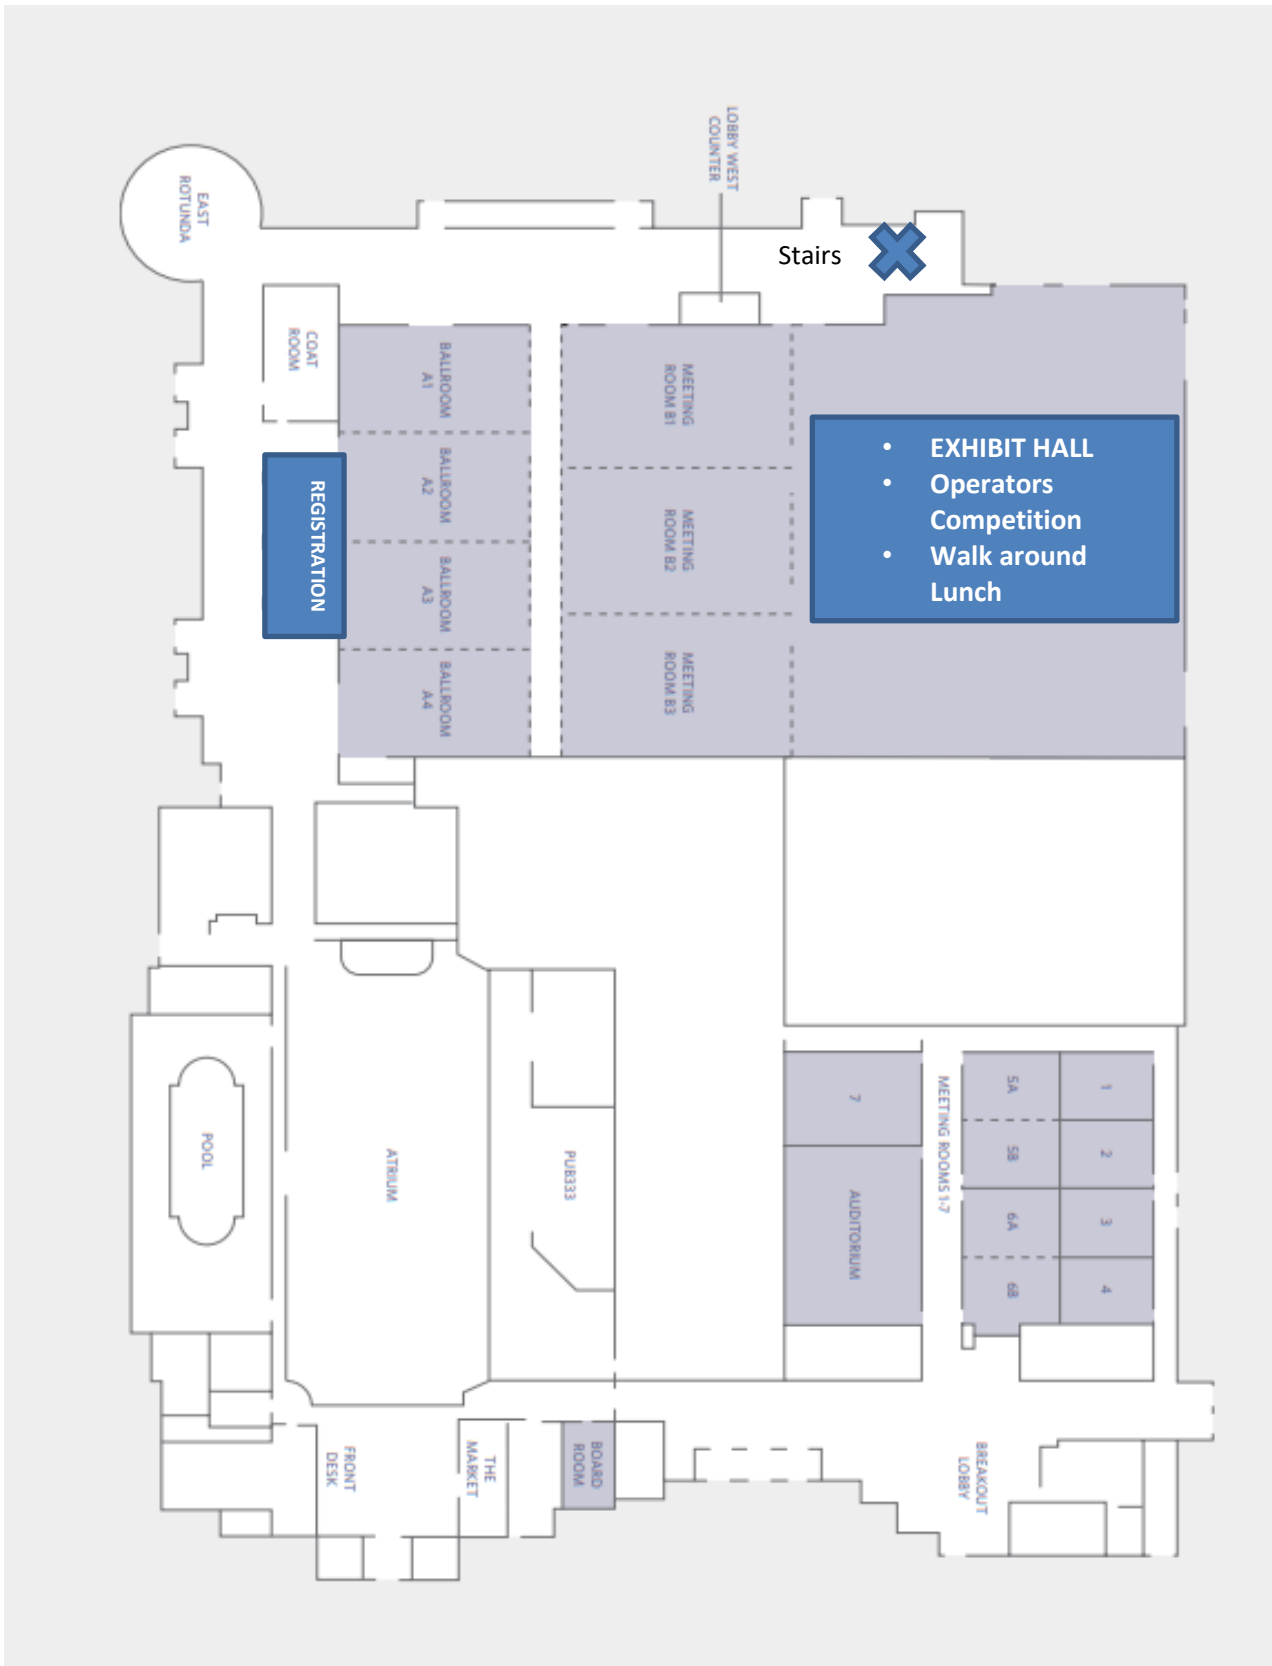 LOBBY WEST
COUNTER
EAST
ROTUNDA
Stairs
COAT
ROOM
BALLROOM
A1
MEETING
ROOM B1
• EXHIBIT HALL
• Operators
Competition
• Walk around
Lunch
REGISTRATION
BALLROOM
A2
MEETING
ROOM B2
BALLROOM
A3
BALLROOM
A4
MEETING
ROOM B3
POOL
ATRIUM
PUB333
7
AUDITORIUM
MEETING ROOMS 1-7
5A
5B
6A
6B
1
2
3
4
FRONT
DESK
THE
MARKET
BOARD
ROOM
BREAKOUT
LOBBY